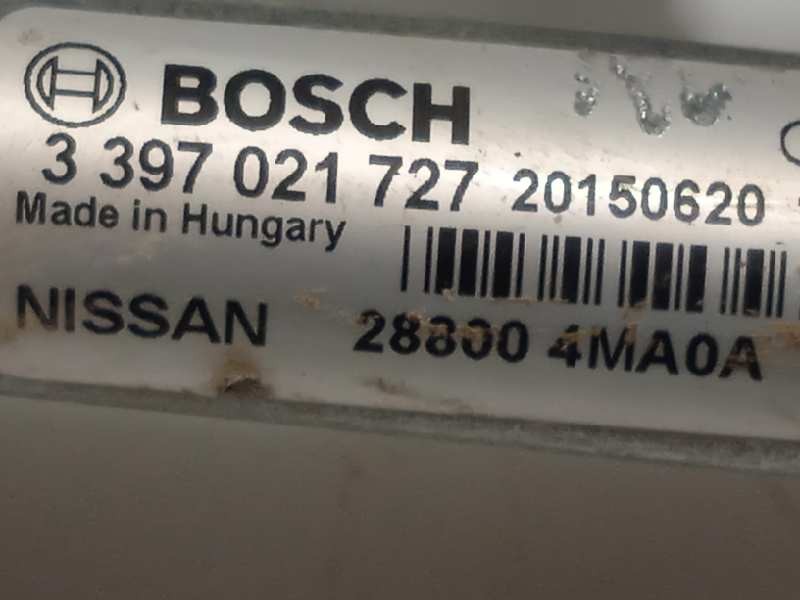 BOSCH
3 397 021 727 20150620
Made in Hungary
NISSAN 28800 4MA0A